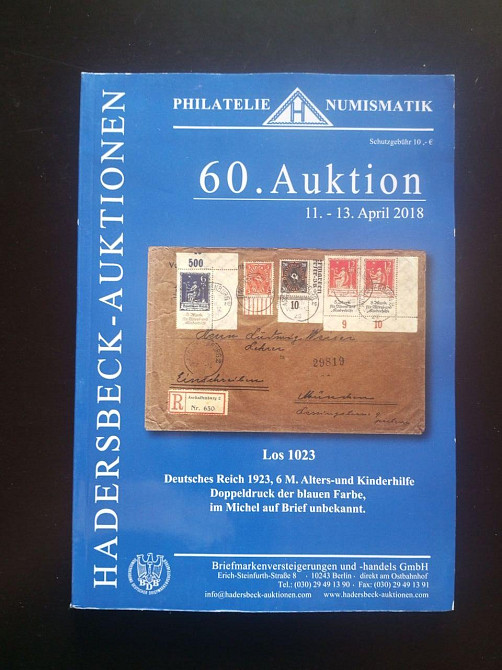 HADERSBECK-AUKTIONEN
PHILATELIE H NUMISMATIK
Schutzgebühr 10 ,- €
60. Auktion
11. - 13. April 2018
500
10
9 10
Einschreiben
29819
München
R Aschaffenburg 2
Nr. 650
Los 1023
Deutsches Reich 1923, 6 M. Alters-und Kinderhilfe
Doppeldruck der blauen Farbe,
im Michel auf Brief unbekannt.
Briefmarkenversteigerungen und -handels GmbH
Erich-Steinfurth-Straße 8 · 10243 Berlin · direkt am Ostbahnhof
Tel.: (030) 29 49 13 90 · Fax: (030) 29 49 13 91
info@hadersbeck-auktionen.com www.hadersbeck-auktionen.com